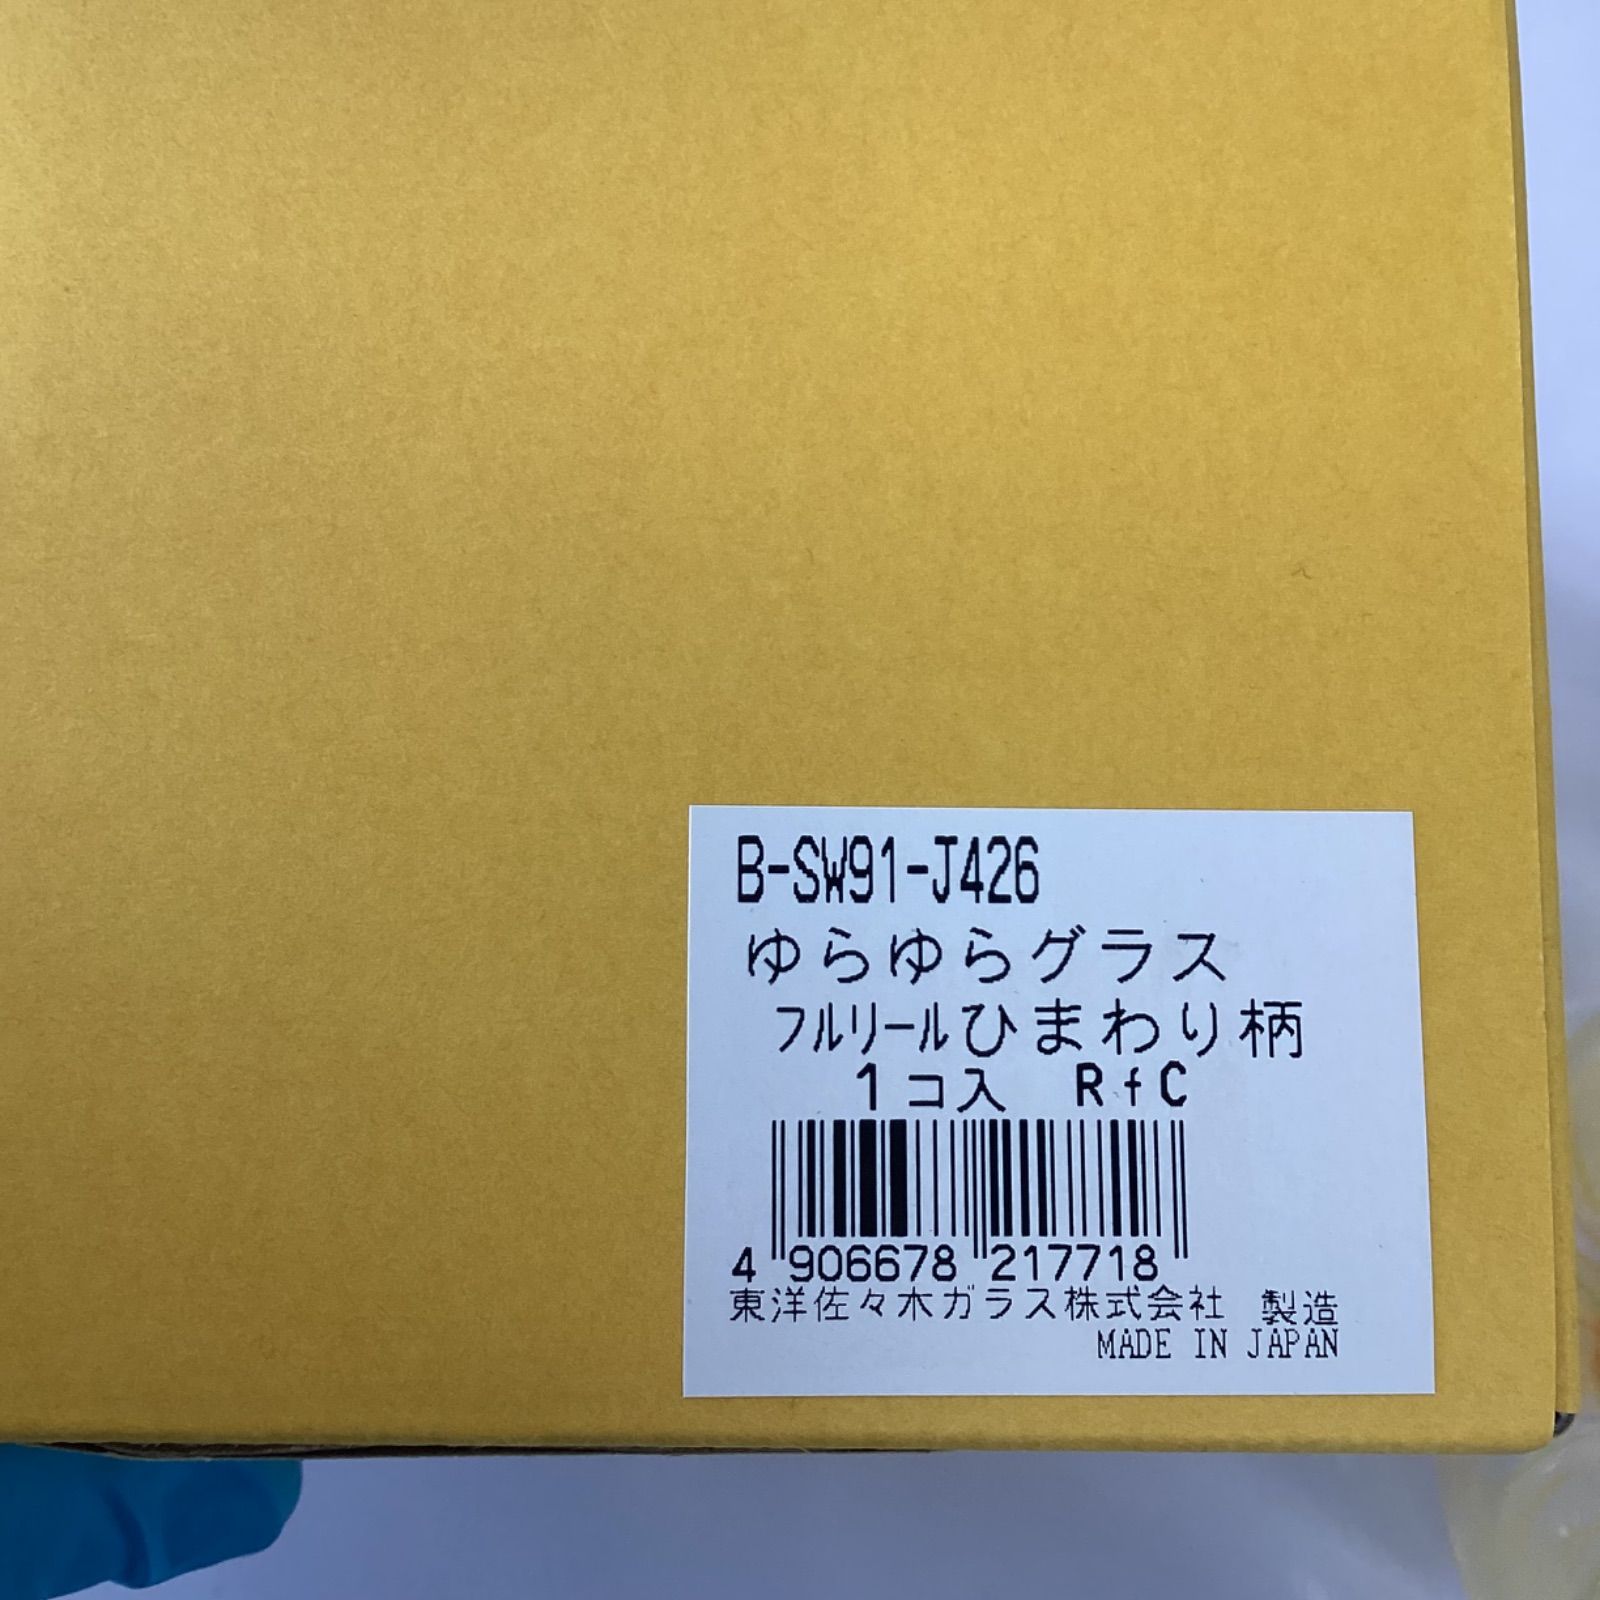 B-SW91-J426
ゆらゆらグラス
フルリールひまわり柄
1コ入 RfC
4 906678 217718
東洋佐々木ガラス株式会社 製造
MADE IN JAPAN